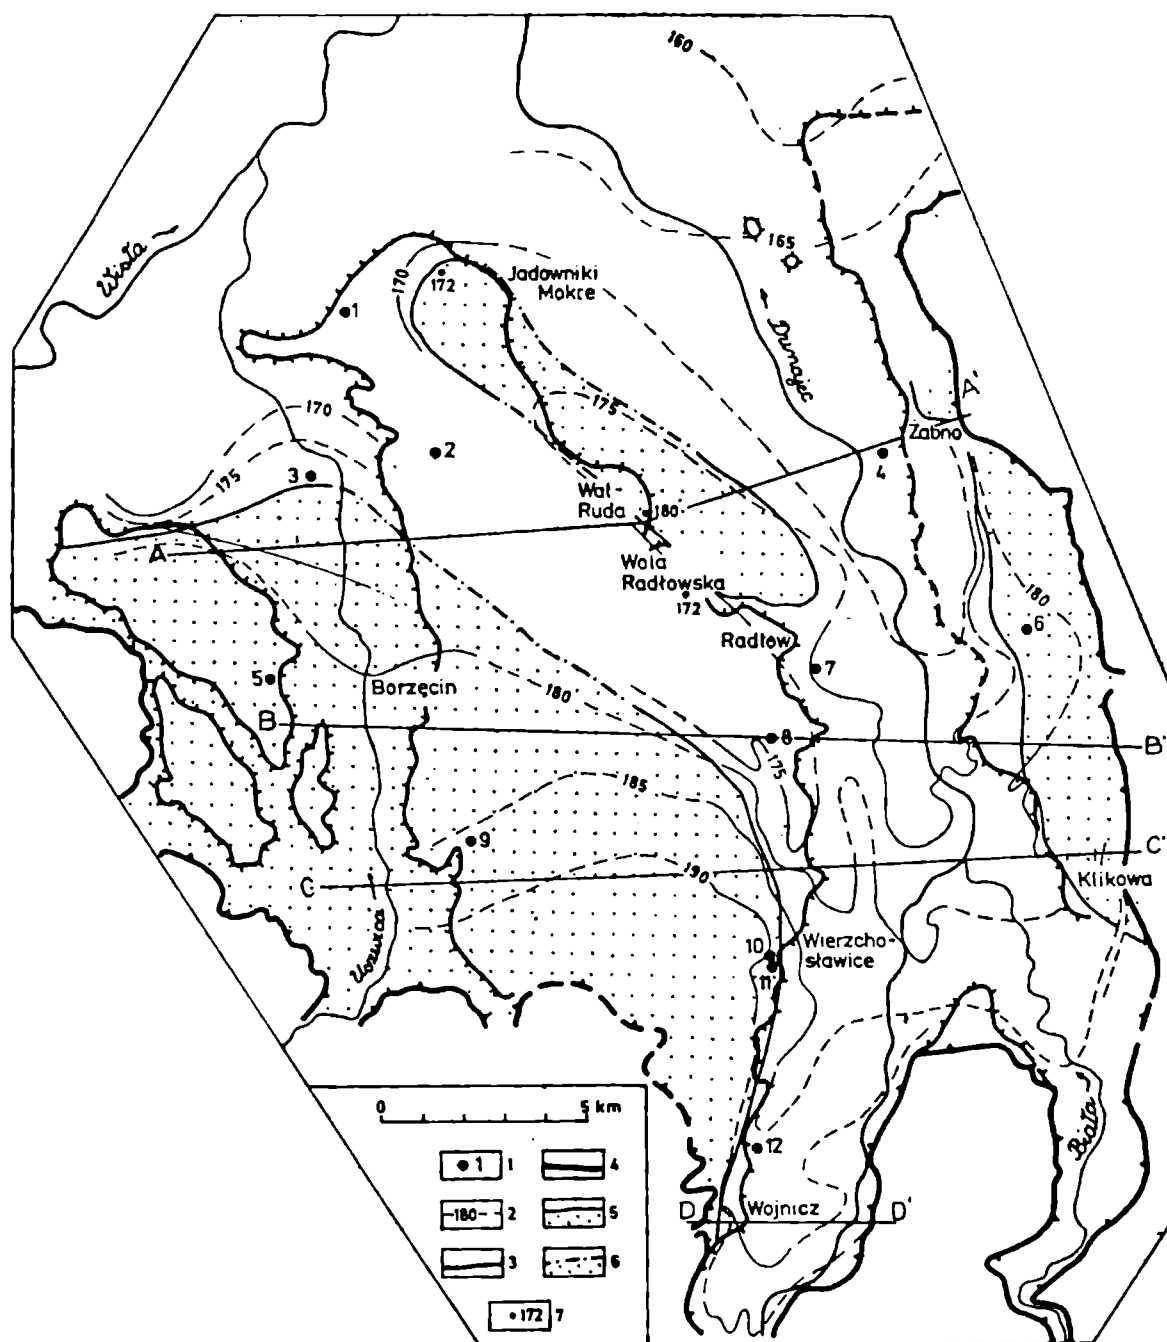 160
Wisła
165
170
172
Jadowniki
Mokre
1
Dunajec
A'
175
170
Żabno
2
4
3
175
Wał-
Ruda
180
A
Wola
Radłowska
172
180
6
Radłów
7
5
Borzęcin
180
B
8
B'
175
185
9
C'
190
C
Klikowa
Uszwica
10
Wierzcho-
sławice
11
0 5 km
Biała
12
1 1 4
180 2 5
D Wojnicz D'
3 6
172 7